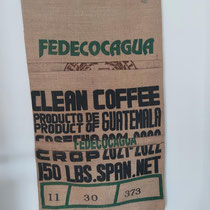 FEDECOCAGUA
CLEAN COFFEE
PRODUCTO DE GUATEMALA
PRODUCT OF
FEDECOCAGUA
CROP 2021-2022
150 LBS. SPAN. NET
11 30 373